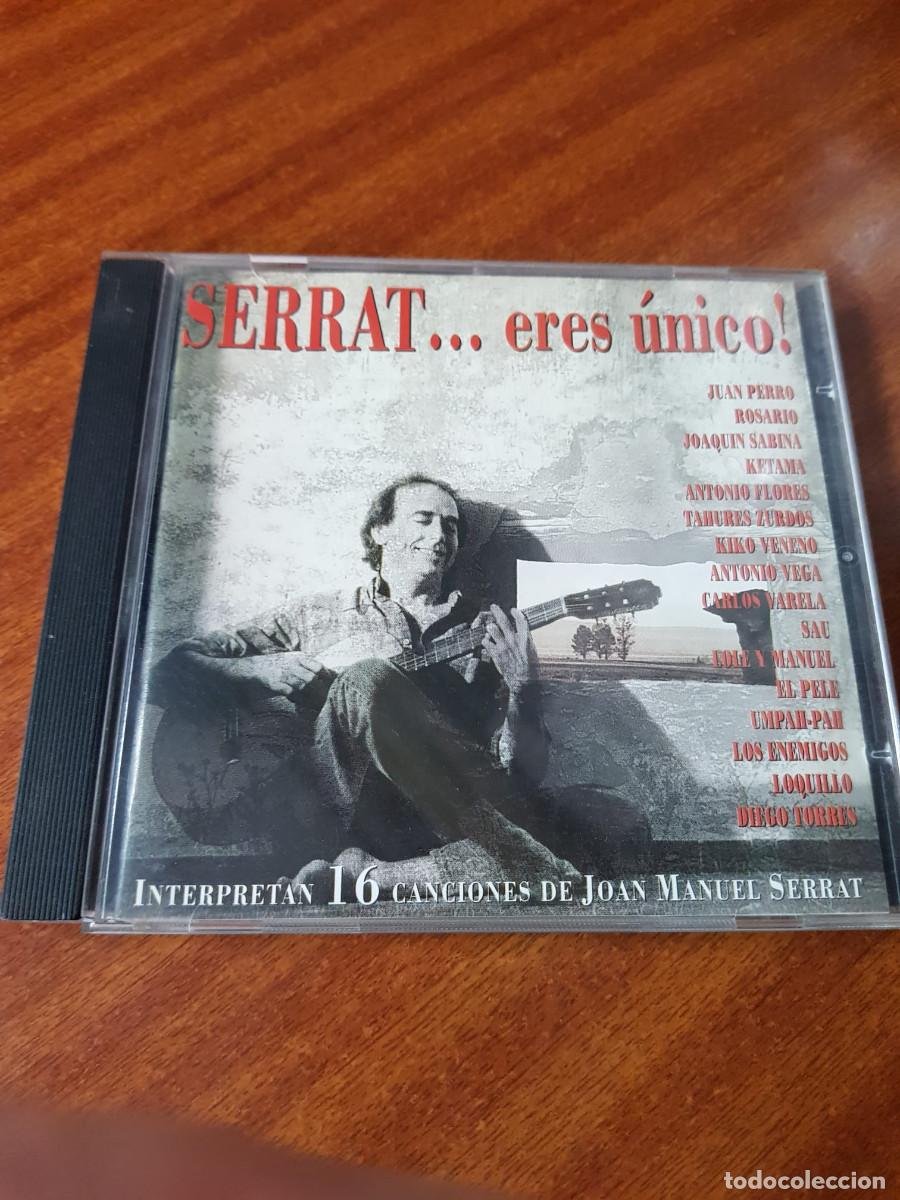 SERRAT... eres único!
JUAN PERRO
ROSARIO
JOAQUIN SABINA
KETAMA
ANTONIO FLORES
TAHURES ZURDOS
KIKO VENENO
ANTONIO VEGA
CARLOS VARELA
SAU
LOLE Y MANUEL
EL PELE
UMPAH-PAH
LOS ENEMIGOS
LOQUILLO
DIEGO TORRES
INTERPRETAN 16 CANCIONES DE JOAN MANUEL SERRAT
todocoleccion